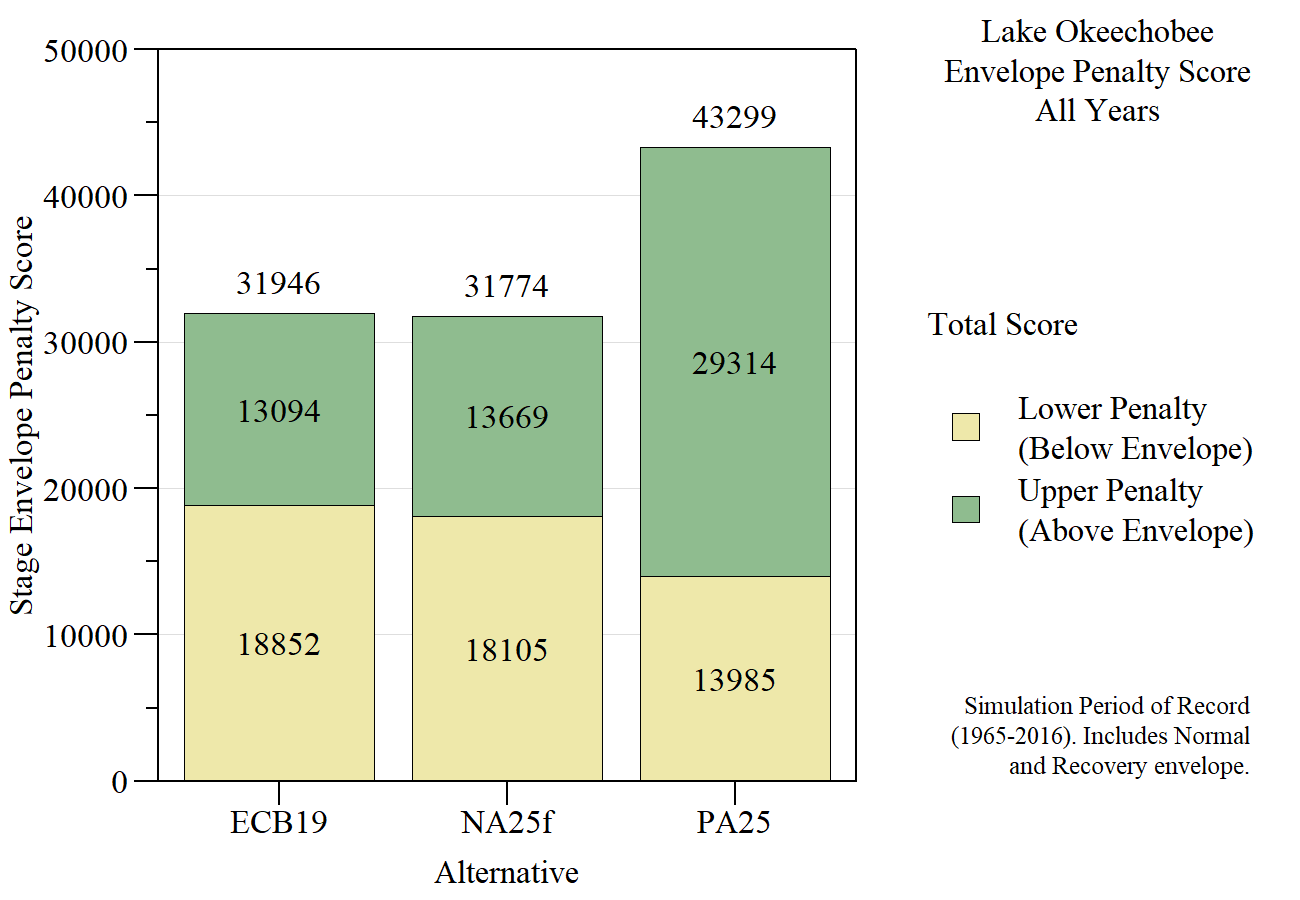 Lake Okeechobee
Envelope Penalty Score
All Years
Stage Envelope Penalty Score
50000
40000
30000
20000
10000
0
31946
13094
18852
31774
13669
18105
43299
29314
13985
ECB19
NA25f
PA25
Alternative
Total Score
Lower Penalty
(Below Envelope)
Upper Penalty
(Above Envelope)
Simulation Period of Record
(1965-2016). Includes Normal
and Recovery envelope.